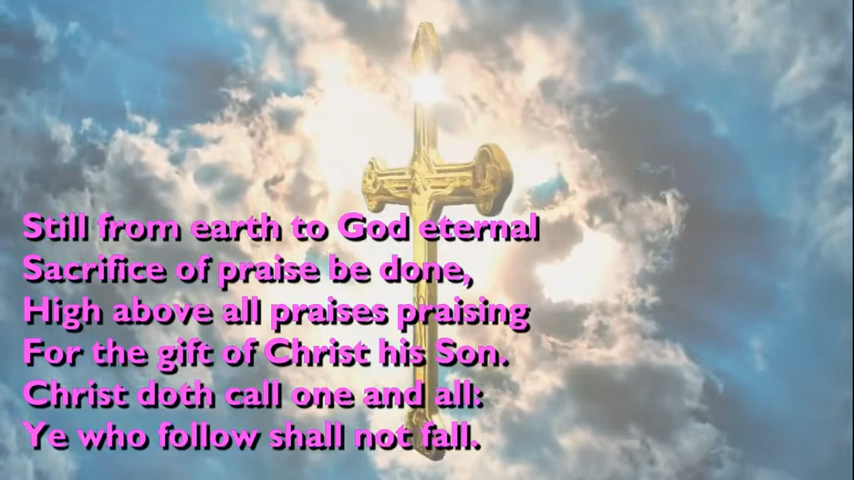 Still from earth to God eternal
Sacrifice of praise be done,
High above all praises praising
For the gift of Christ his Son.
Christ doth call one and all:
Ye who follow shall not fall.